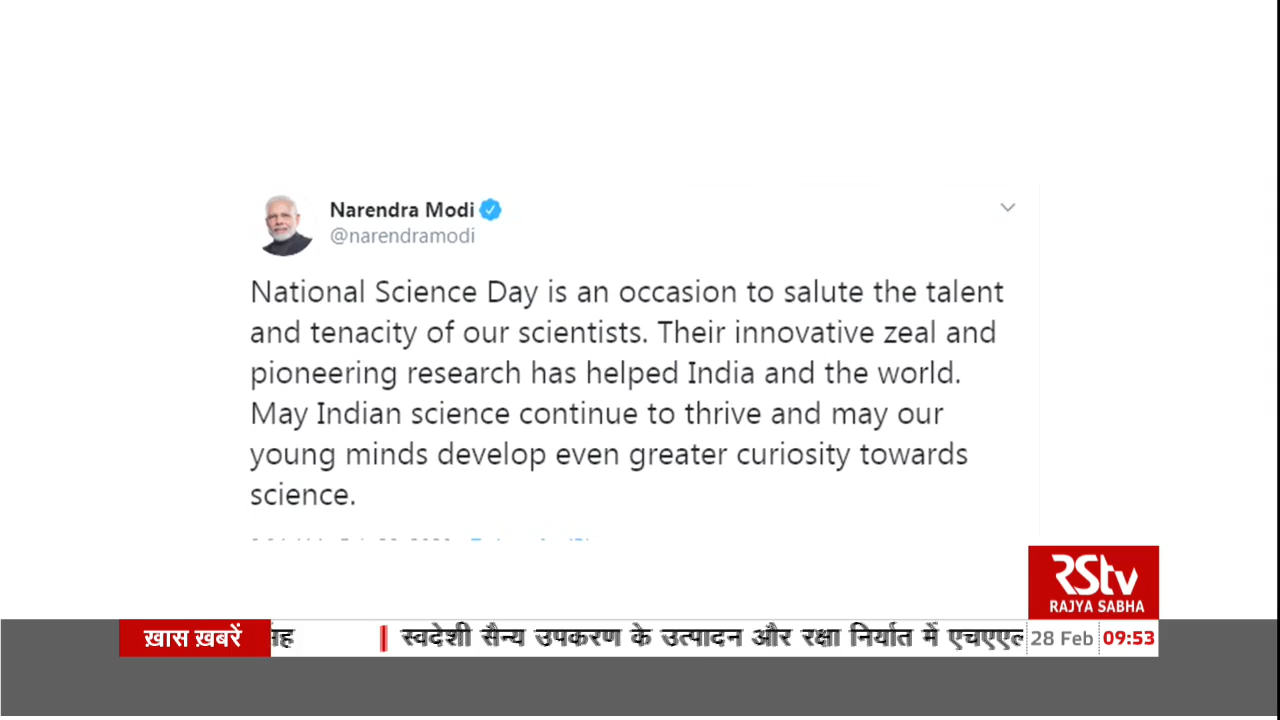 Narendra Modi
@narendramodi
National Science Day is an occasion to salute the talent
and tenacity of our scientists. Their innovative zeal and
pioneering research has helped India and the world.
May Indian science continue to thrive and may our
young minds develop even greater curiosity towards
science.
RStv
RAJYA SABHA
ख़ास ख़बरें
स्वदेशी सैन्य उपकरण के उत्पादन और रक्षा निर्यात में
28 Feb 09:53